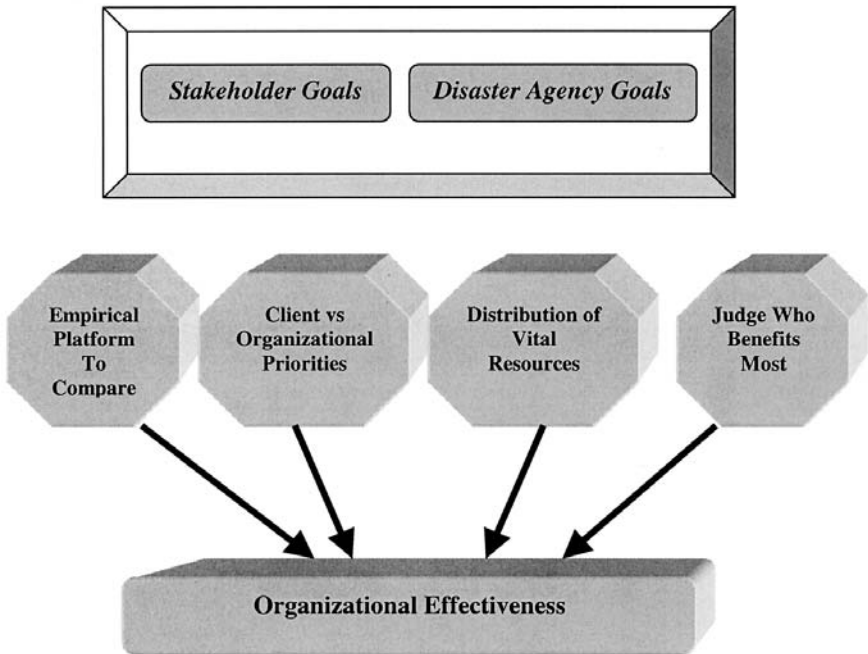 Stakeholder Goals
Disaster Agency Goals
Empirical
Platform
To
Compare
Client vs
Organizational
Priorities
Distribution of
Vital
Resources
Judge Who
Benefits
Most
Organizational Effectiveness